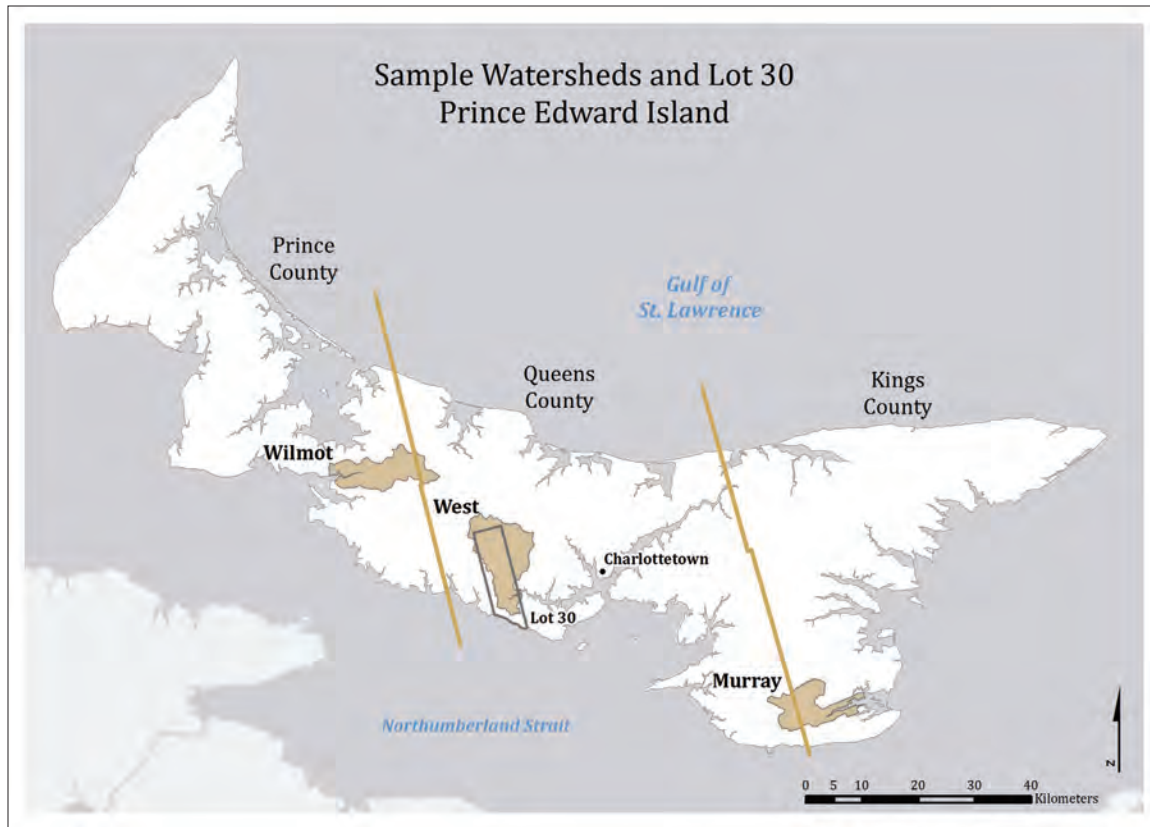 Sample Watersheds and Lot 30
Prince Edward Island
Prince
County
Gulf of
St. Lawrence
Queens
County
Kings
County
Wilmot
West
Charlottetown
Lot 30
Murray
Northumberland Strait
N
0 5 10 20 30 40
Kilometers